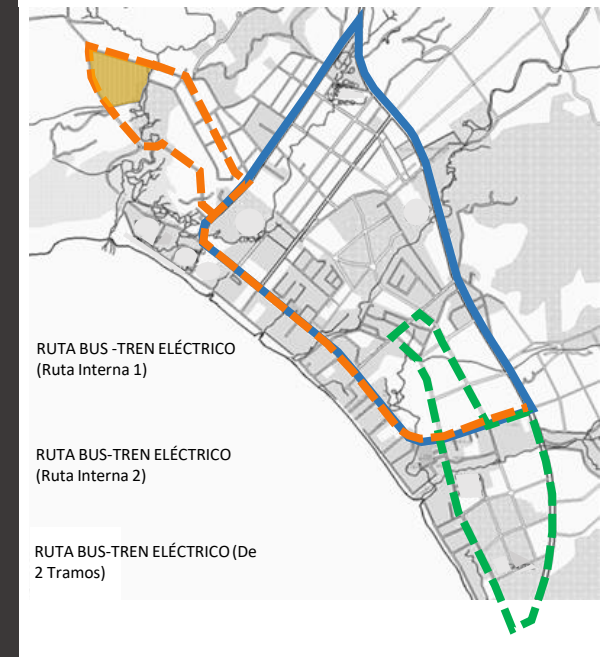 RUTA BUS -TREN ELÉCTRICO
(Ruta Interna 1)
RUTA BUS-TREN ELÉCTRICO
(Ruta Interna 2)
RUTA BUS-TREN ELÉCTRICO (De
2 Tramos)